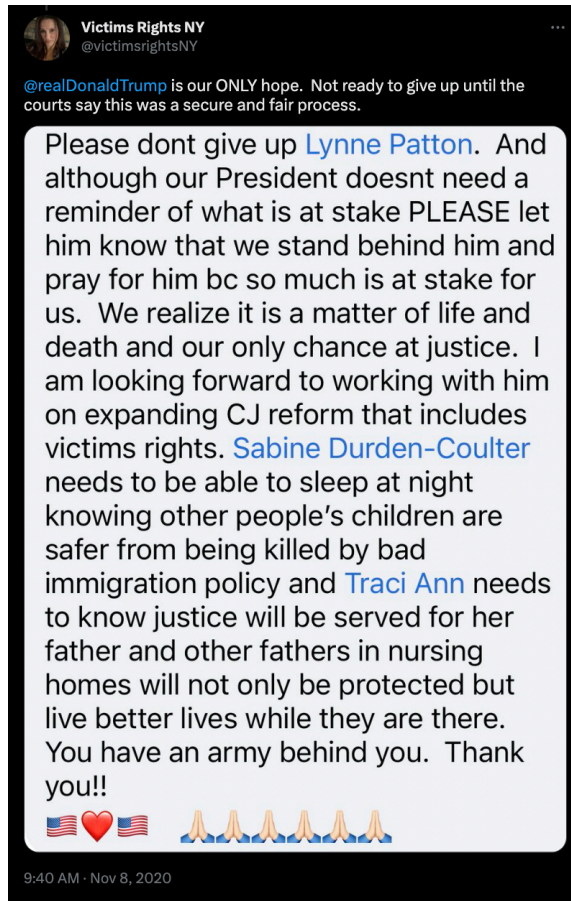 Victims Rights NY
@victimsrightsNY
@realDonaldTrump is our ONLY hope.  Not ready to give up until the
courts say this was a secure and fair process.
Please dont give up Lynne Patton.  And
although our President doesnt need a
reminder of what is at stake PLEASE let
him know that we stand behind him and
pray for him bc so much is at stake for
us.  We realize it is a matter of life and
death and our only chance at justice.  I
am looking forward to working with him
on expanding CJ reform that includes
victims rights. Sabine Durden-Coulter
needs to be able to sleep at night
knowing other people’s children are
safer from being killed by bad
immigration policy and Traci Ann needs
to know justice will be served for her
father and other fathers in nursing
homes will not only be protected but
live better lives while they are there.
You have an army behind you.  Thank
you!!
🇺🇸❤️🇺🇸 🙏🏻🙏🏻🙏🏻🙏🏻🙏🏻🙏🏻
9:40 AM · Nov 8, 2020